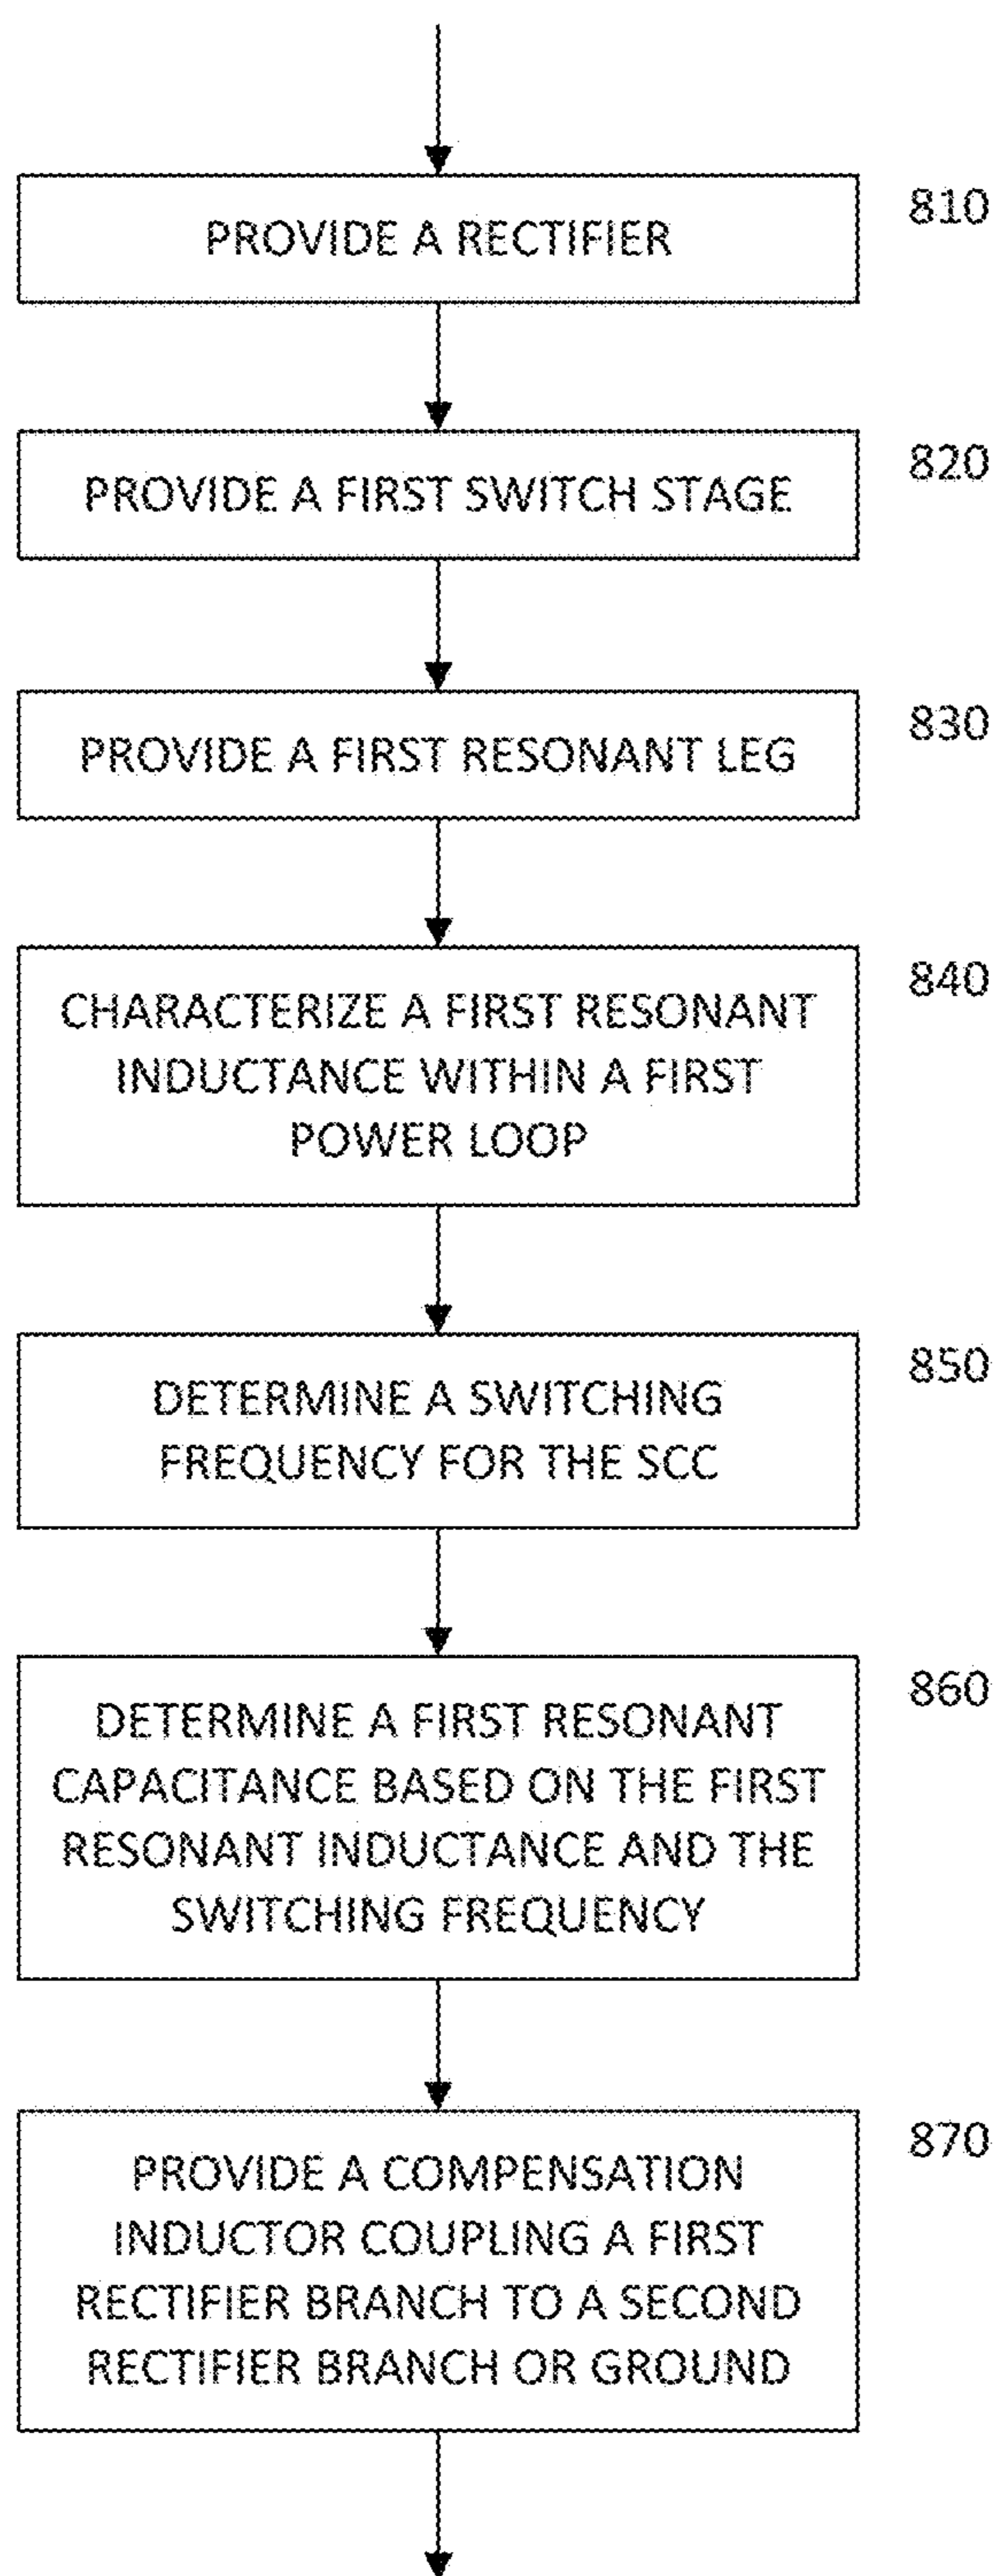 810
PROVIDE A RECTIFIER
820
PROVIDE A FIRST SWITCH STAGE
830
PROVIDE A FIRST RESONANT LEG
840
CHARACTERIZE A FIRST RESONANT
INDUCTANCE WITHIN A FIRST
POWER LOOP
850
DETERMINE A SWITCHING
FREQUENCY FOR THE SCC
860
DETERMINE A FIRST RESONANT
CAPACITANCE BASED ON THE FIRST
RESONANT INDUCTANCE AND THE
SWITCHING FREQUENCY
870
PROVIDE A COMPENSATION
INDUCTOR COUPLING A FIRST
RECTIFIER BRANCH TO A SECOND
RECTIFIER BRANCH OR GROUND